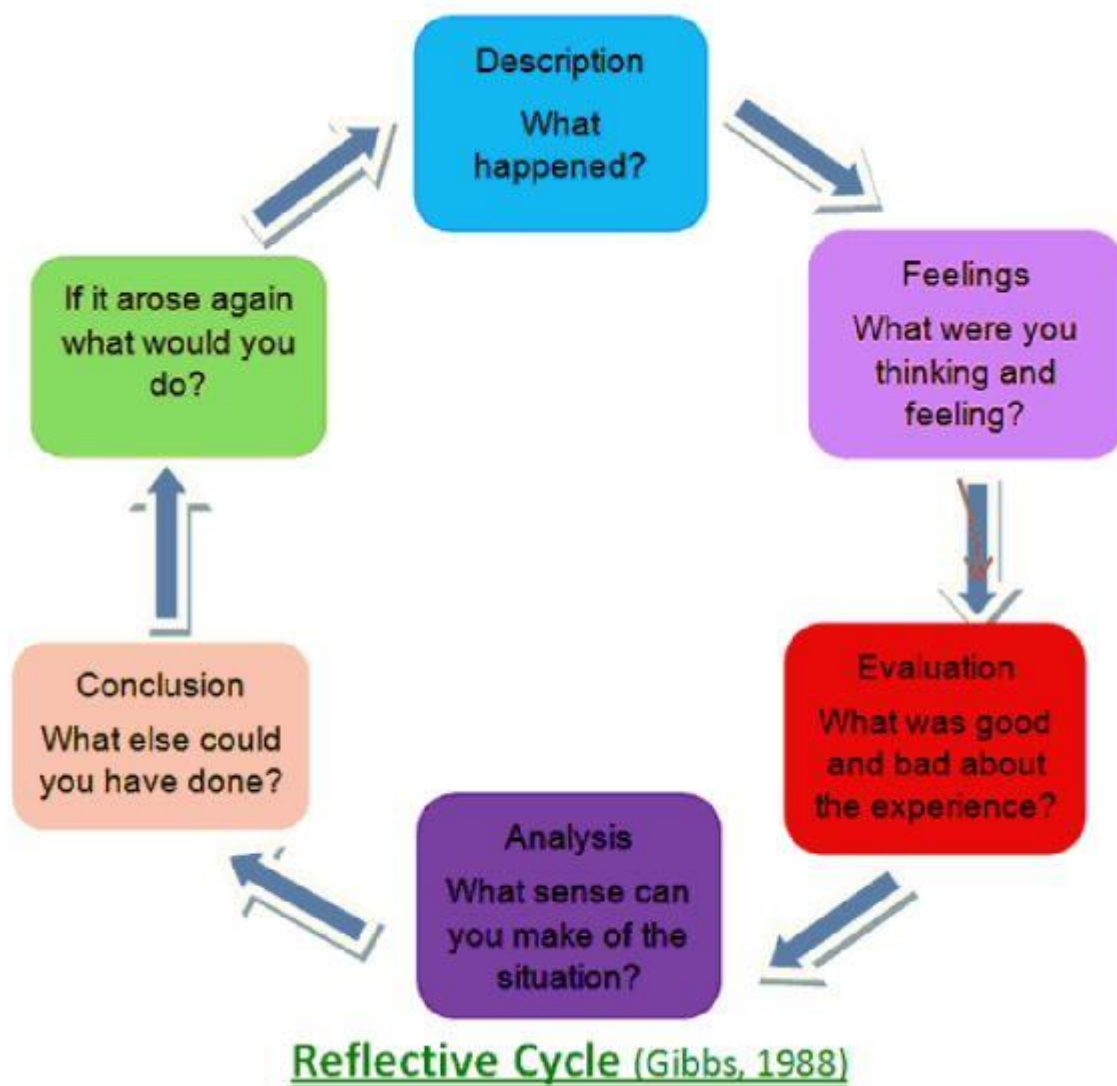 Description
What
happened?
Feelings
What were you
thinking and
feeling?
Evaluation
What was good
and bad about
the experience?
Analysis
What sense can
you make of the
situation?
Conclusion
What else could
you have done?
If it arose again
what would you
do?
Reflective Cycle (Gibbs, 1988)